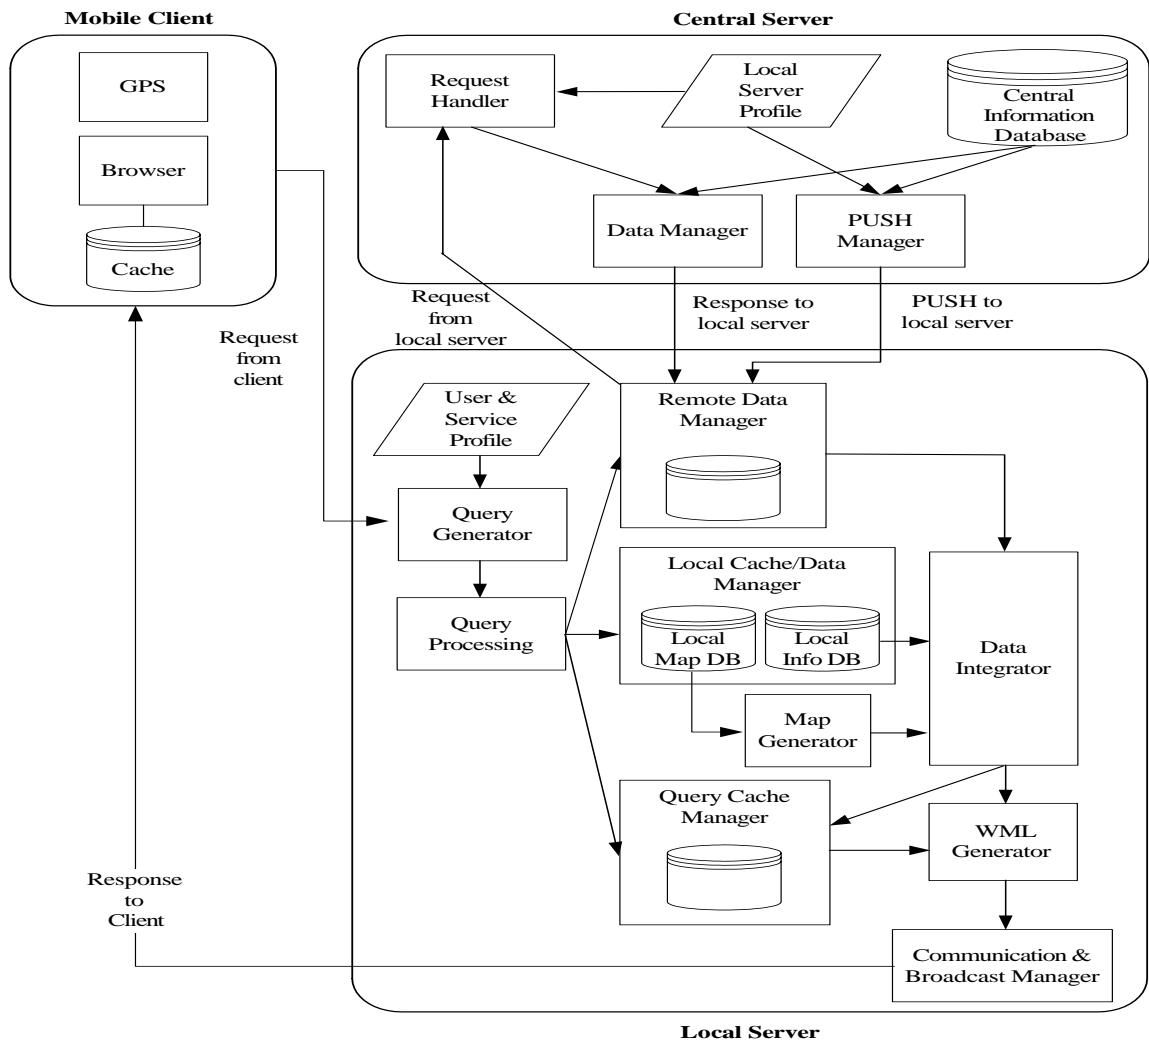 Mobile Client
GPS
Browser
Cache
Central Server
Request
Handler
Local
Server
Profile
Central
Information
Database
Data Manager
PUSH
Manager
Request
from
local server
Response to
local server
PUSH to
local server
Request
from
client
User &
Service
Profile
Remote Data
Manager
Query
Generator
Query
Processing
Local Cache/Data
Manager
Local
Map DB
Local
Info DB
Data
Integrator
Map
Generator
Query Cache
Manager
WML
Generator
Response
to
Client
Communication &
Broadcast Manager
Local Server